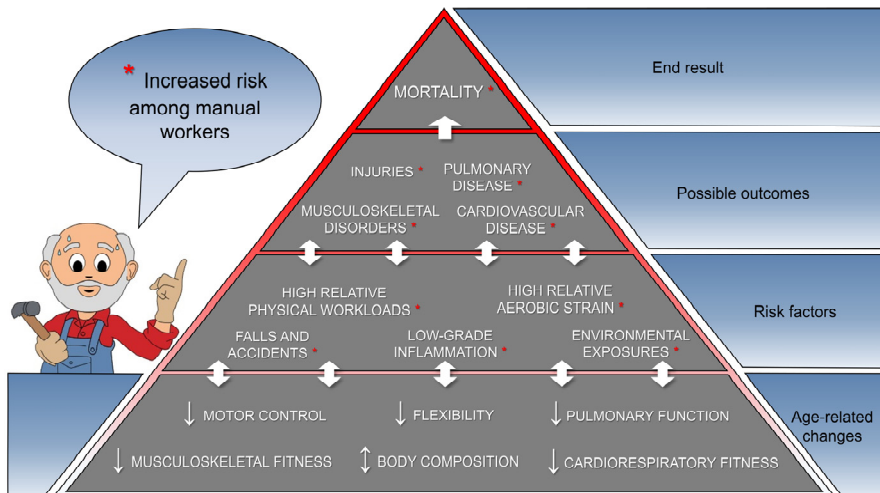 * Increased risk
among manual
workers
MORTALITY *
End result
INJURIES *
PULMONARY
DISEASE *
MUSCULOSKELETAL
DISORDERS *
CARDIOVASCULAR
DISEASE *
Possible outcomes
HIGH RELATIVE
PHYSICAL WORKLOADS *
HIGH RELATIVE
AEROBIC STRAIN *
FALLS AND
ACCIDENTS *
LOW-GRADE
INFLAMMATION *
ENVIRONMENTAL
EXPOSURES *
Risk factors
↓ MOTOR CONTROL
↓ FLEXIBILITY
↓ PULMONARY FUNCTION
↓ MUSCULOSKELETAL FITNESS
↕ BODY COMPOSITION
↓ CARDIORESPIRATORY FITNESS
Age-related
changes